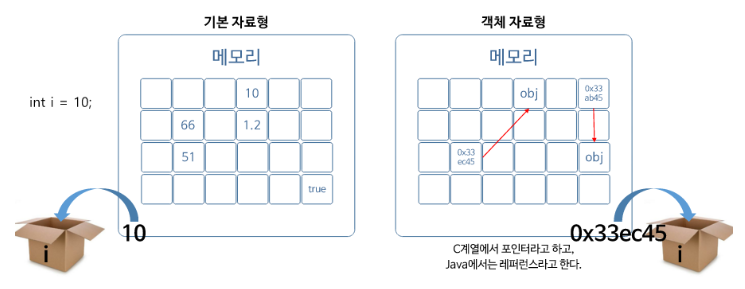 기본 자료형
객체 자료형
메모리
메모리
int i = 10;
10
66
1.2
51
true
obj
0x33
ab45
0x33
ec45
obj
10
i
0x33ec45
i
C계열에서 포인터라고 하고,
Java에서는 레퍼런스라고 한다.